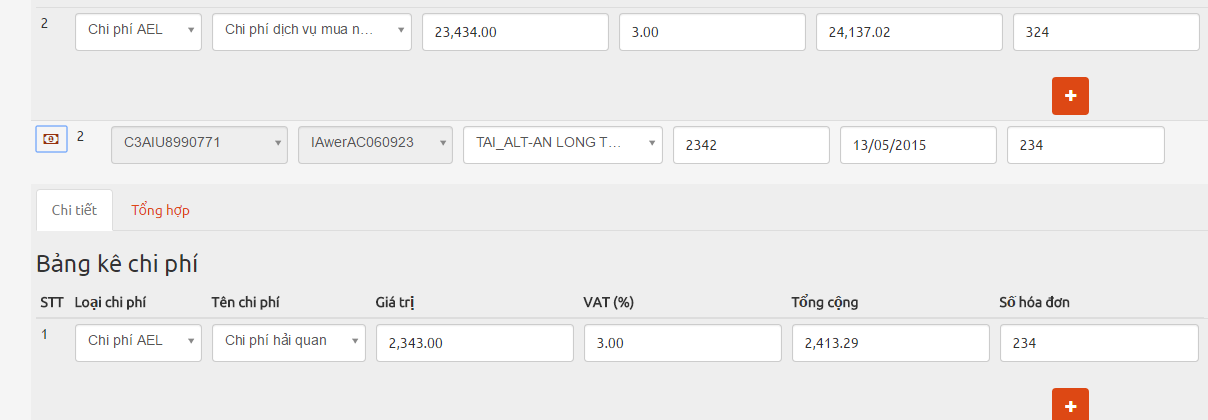 2 Chi phí AEL Chi phí dịch vụ mua n... 23,434.00 3.00 24,137.02 324
+
2 C3AIU8990771 IAwerAC060923 TAI_ALT-AN LONG T... 2342 13/05/2015 234
Chi tiết Tổng hợp
Bảng kê chi phí
STT Loại chi phí Tên chi phí Giá trị VAT (%) Tổng cộng Số hóa đơn
1 Chi phí AEL Chi phí hải quan 2,343.00 3.00 2,413.29 234
+